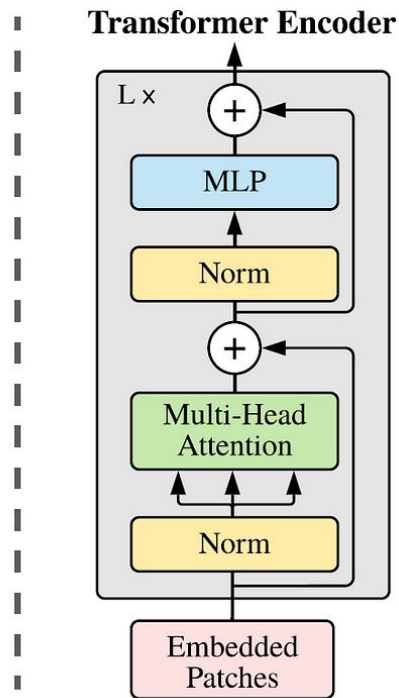 Transformer Encoder
L ×
+
MLP
Norm
+
Multi-Head
Attention
Norm
Embedded
Patches